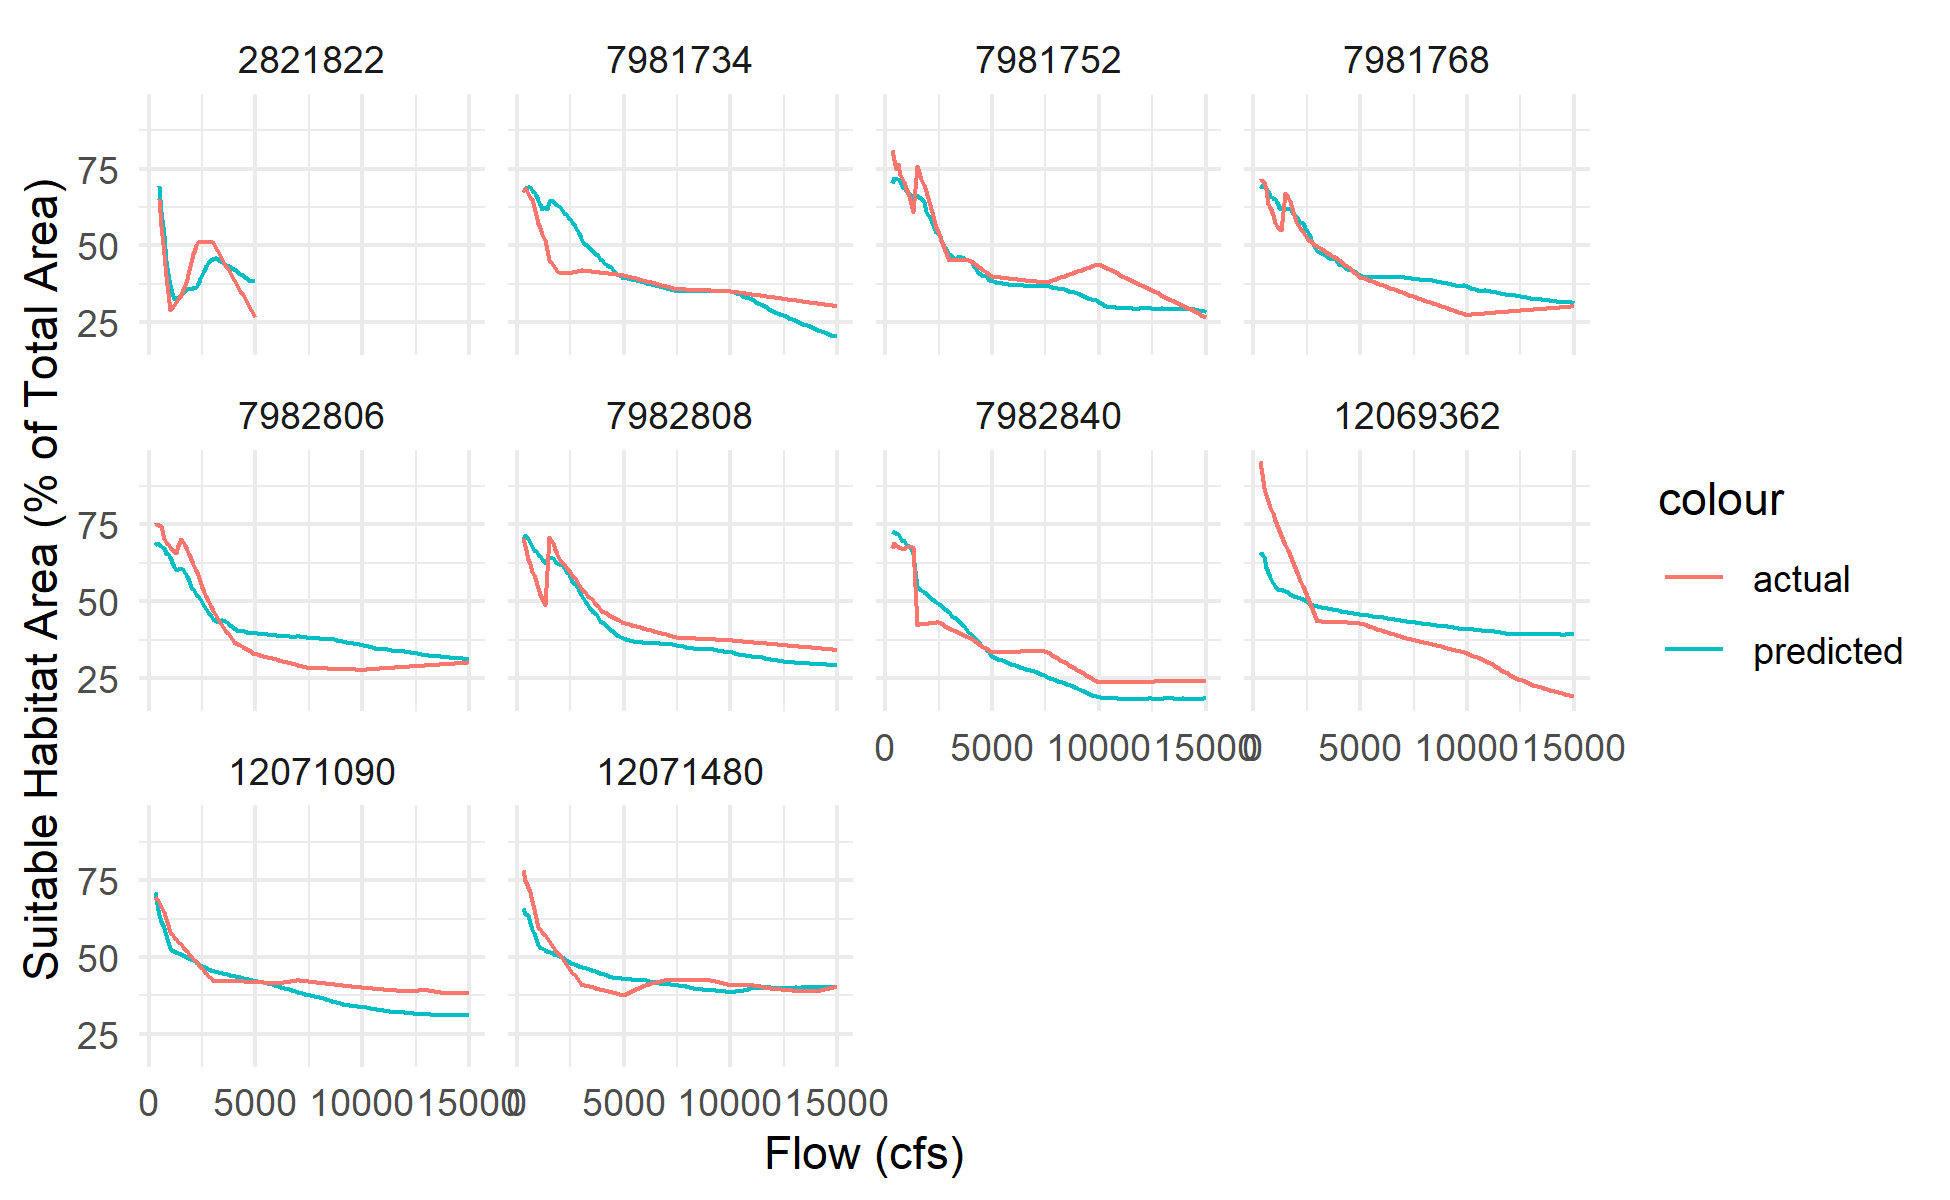 2821822 7981734 7981752 7981768
75
50
25
7982806 7982808 7982840 12069362
75
50
25
0 5000 10000 15000 0 5000 10000 15000
12071090 12071480
75
50
25
0 5000 10000 15000 0 5000 10000 15000
Flow (cfs)
Suitable Habitat Area (% of Total Area)
colour
actual
predicted